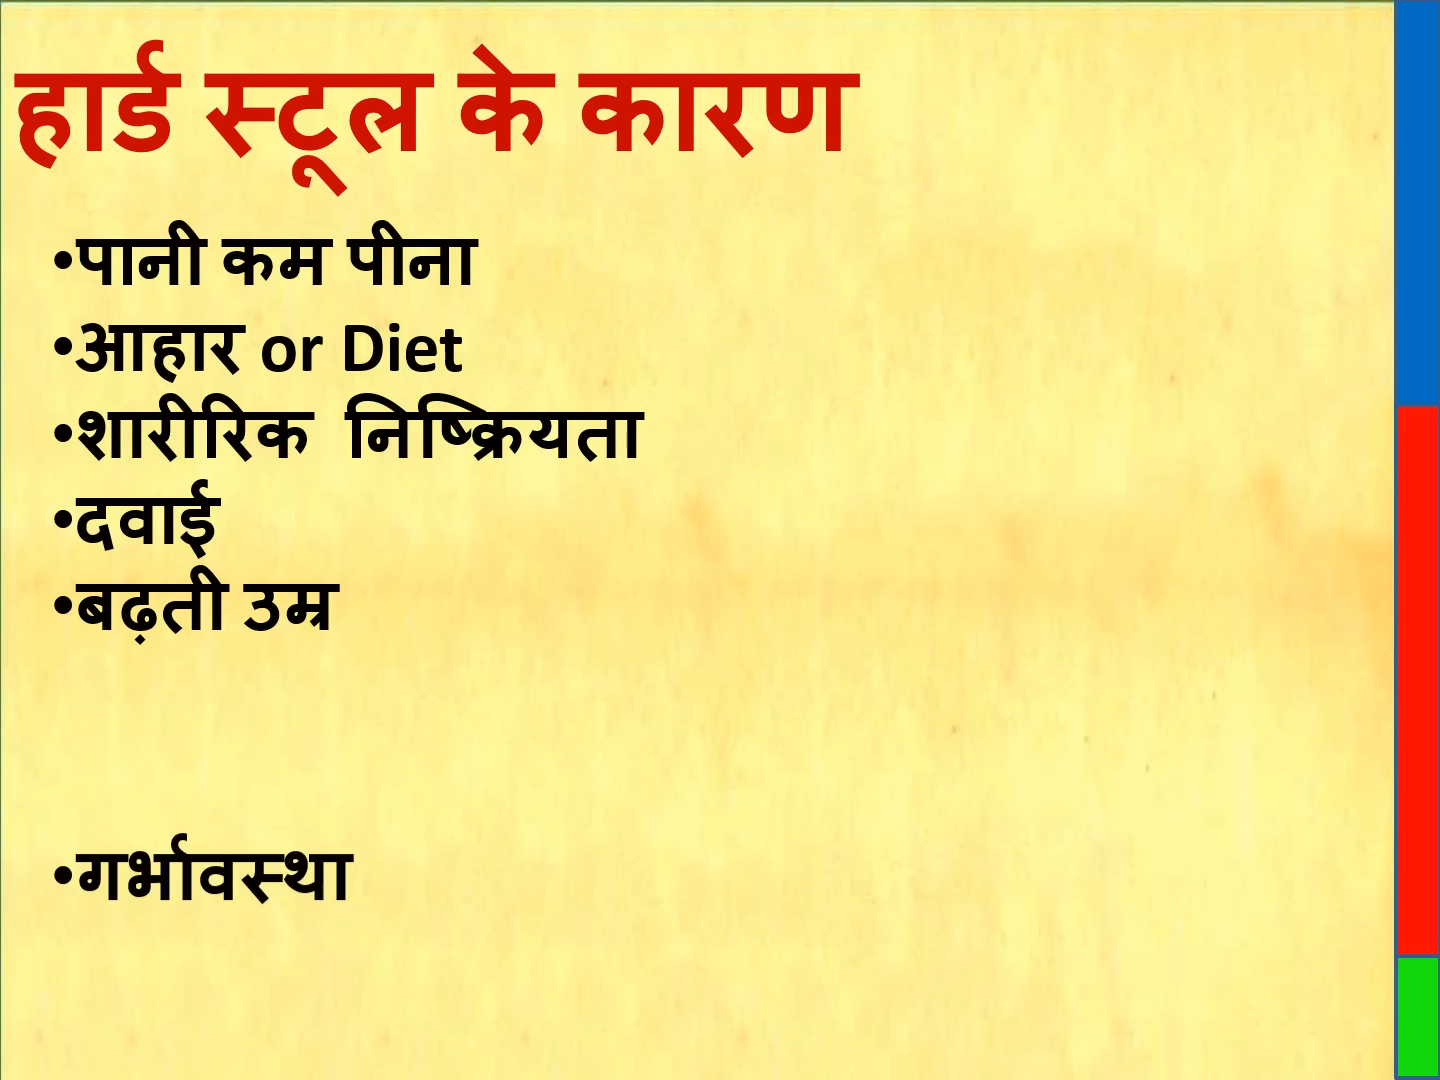 हार्ड स्टूल के कारण
•पानी कम पीना
•आहार or Diet
•शारीरिक निष्क्रियता
•दवाई
•बढ़ती उम्र
•गर्भावस्था